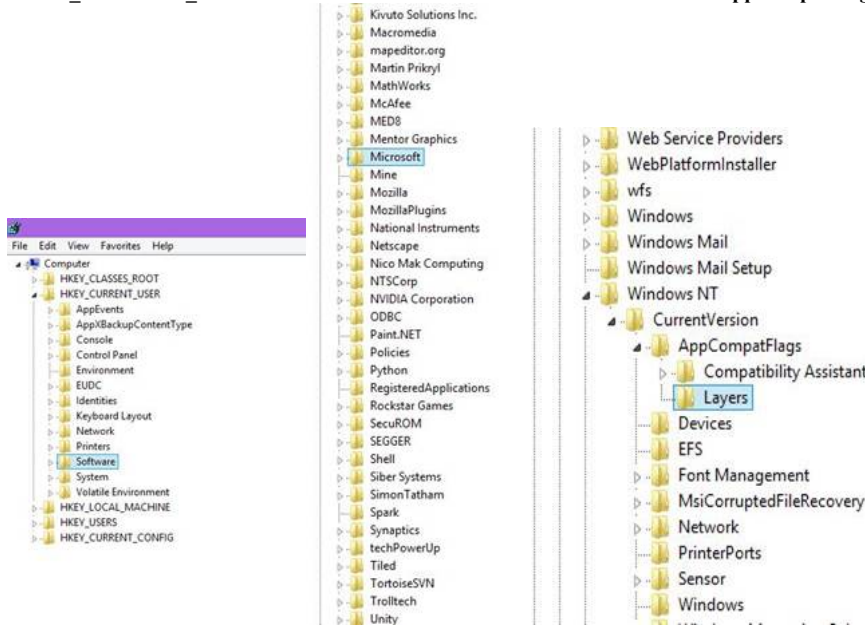 File Edit View Favorites Help
Computer
HKEY_CLASSES_ROOT
HKEY_CURRENT_USER
AppEvents
AppXBackupContentType
Console
Control Panel
Environment
EUDC
Identities
Keyboard Layout
Network
Printers
Software
System
Volatile Environment
HKEY_LOCAL_MACHINE
HKEY_USERS
HKEY_CURRENT_CONFIG
Kivuto Solutions Inc.
Macromedia
mapeditor.org
Martin Prikryl
MathWorks
McAfee
MED8
Mentor Graphics
Microsoft
Mine
Mozilla
MozillaPlugins
National Instruments
Netscape
Nico Mak Computing
NTSCorp
NVIDIA Corporation
ODBC
Paint.NET
Policies
Python
RegisteredApplications
Rockstar Games
SecuROM
SEGGER
Shell
Siber Systems
SimonTatham
Spark
Synaptics
techPowerUp
Tiled
TortoiseSVN
Trolltech
Unity
Web Service Providers
WebPlatformInstaller
wfs
Windows
Windows Mail
Windows Mail Setup
Windows NT
CurrentVersion
AppCompatFlags
Compatibility Assistant
Layers
Devices
EFS
Font Management
MsiCorruptedFileRecovery
Network
PrinterPorts
Sensor
Windows